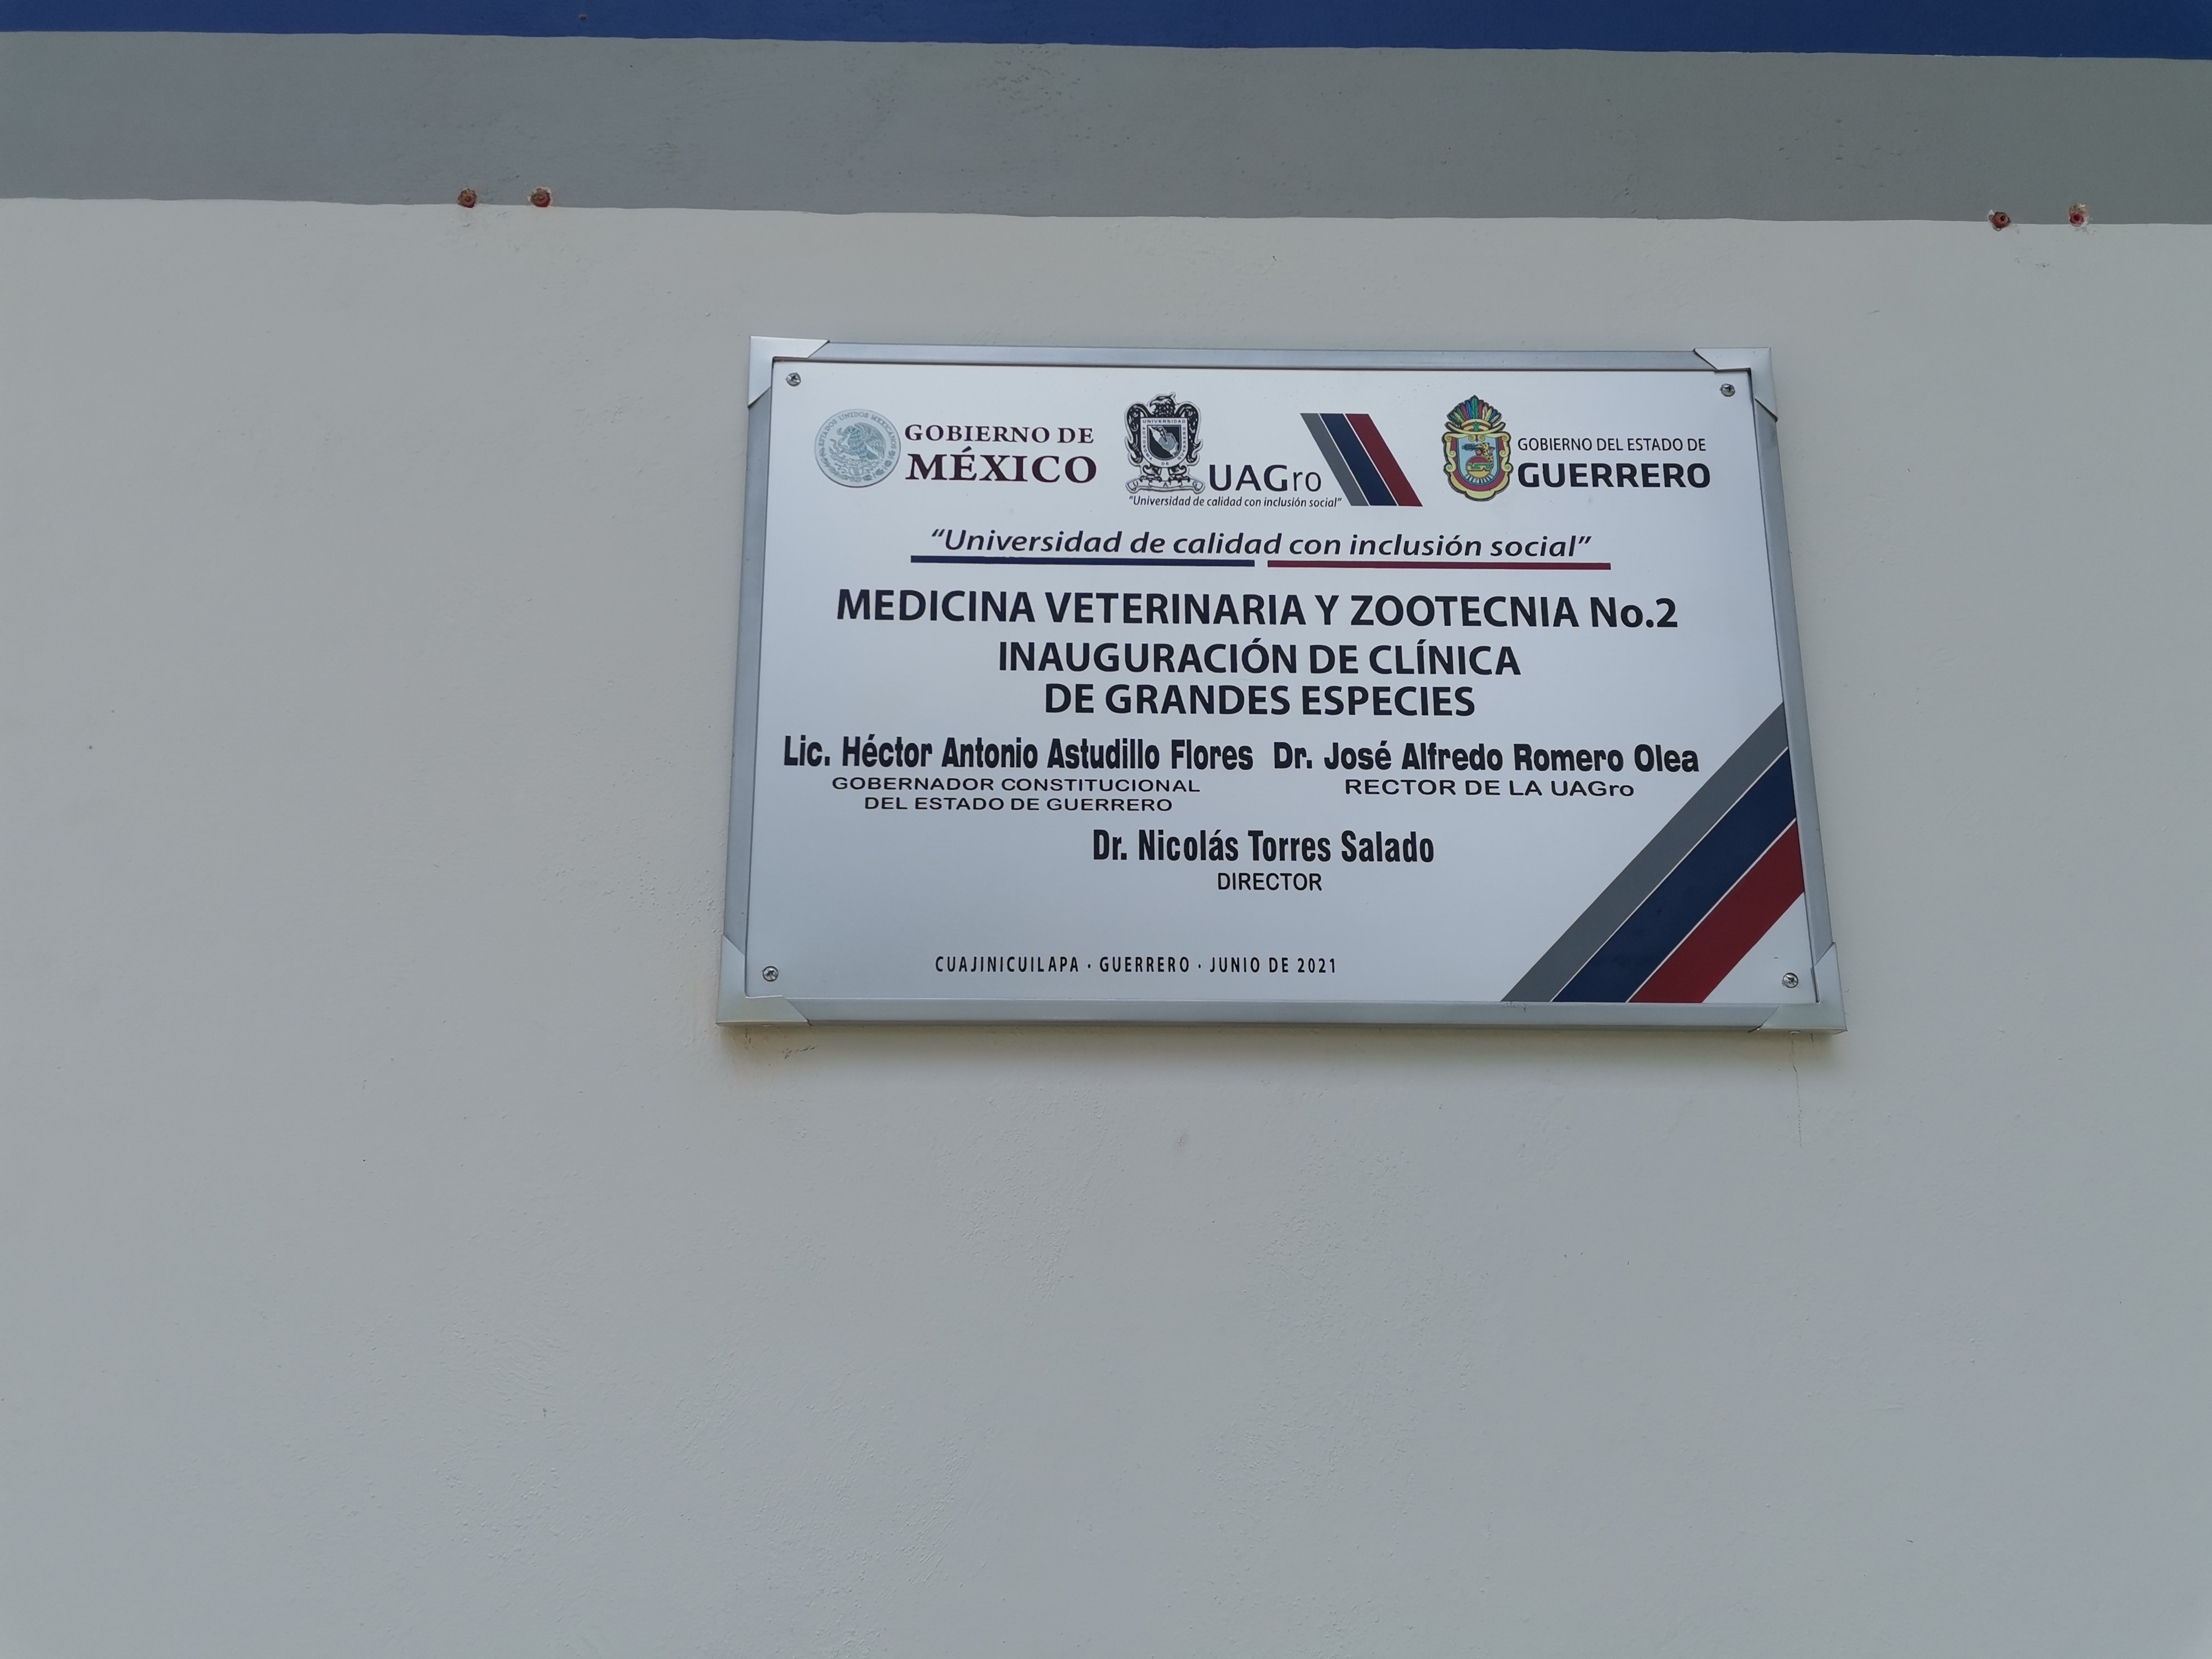 GOBIERNO DE
MÉXICO
UAGro
"Universidad de calidad con inclusión social"
GOBIERNO DEL ESTADO DE
GUERRERO
"Universidad de calidad con inclusión social"
MEDICINA VETERINARIA Y ZOOTECNIA No.2
INAUGURACIÓN DE CLÍNICA
DE GRANDES ESPECIES
Lic. Héctor Antonio Astudillo Flores Dr. José Alfredo Romero Olea
GOBERNADOR CONSTITUCIONAL RECTOR DE LA UAGro
DEL ESTADO DE GUERRERO
Dr. Nicolás Torres Salado
DIRECTOR
CUAJINICUILAPA · GUERRERO · JUNIO DE 2021